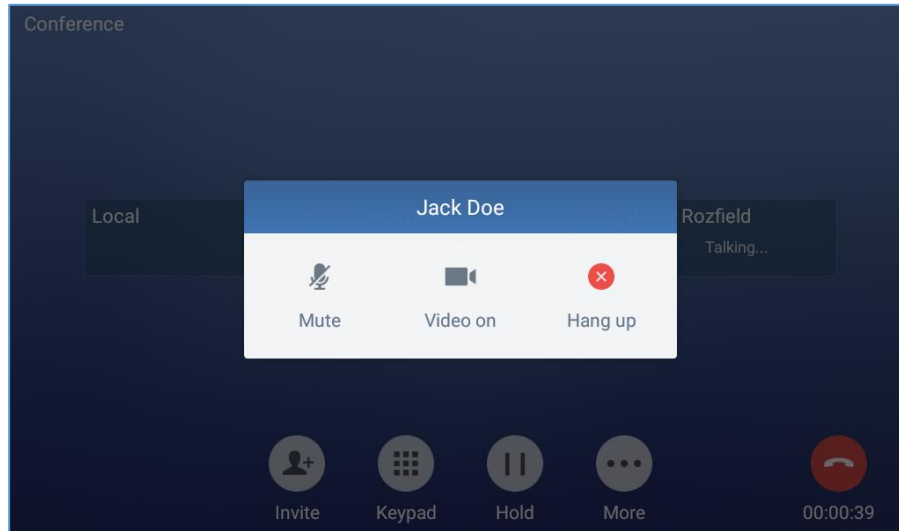 Conference
Jack Doe
Local
Rozfield
Talking...
Mute
Video on
Hang up
Invite
Keypad
Hold
More
00:00:39